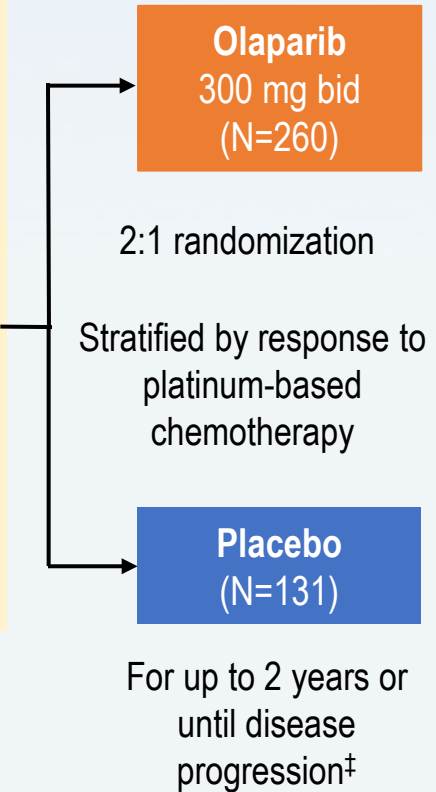 Olaparib
300 mg bid
(N=260)
2:1 randomization
Stratified by response to
platinum-based
chemotherapy
Placebo
(N=131)
For up to 2 years or
until disease
progression‡